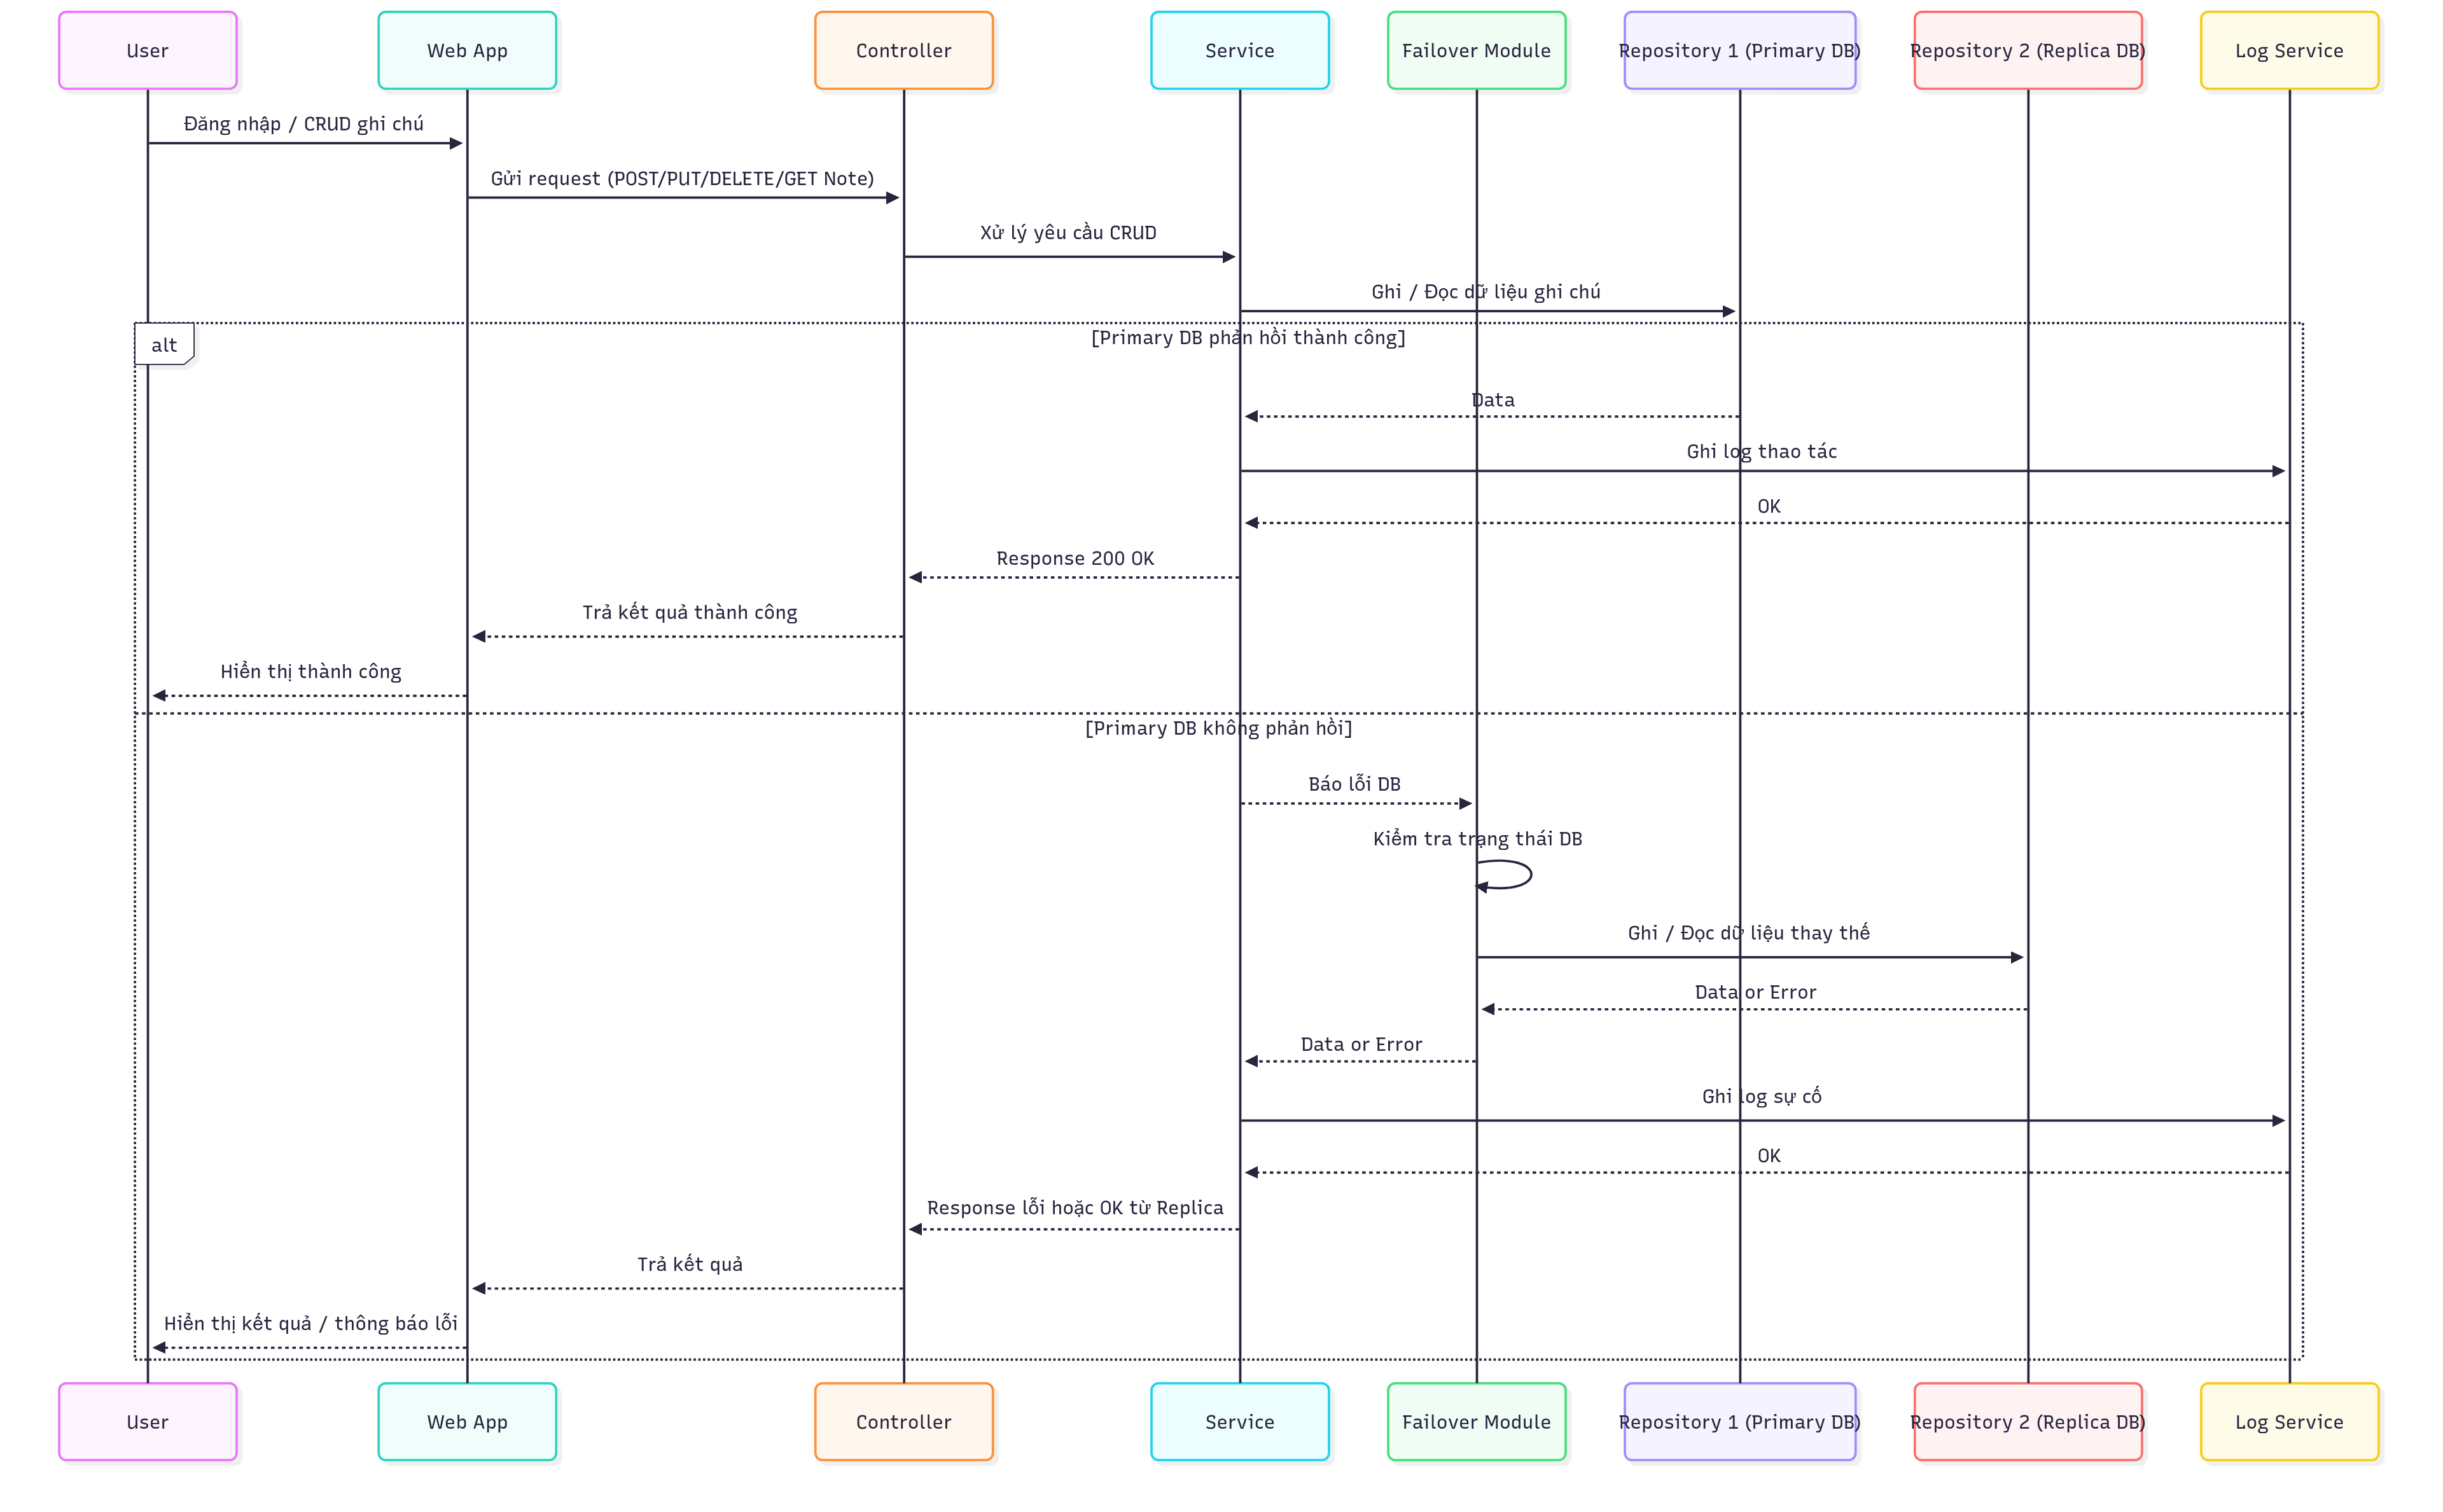 User
Web App
Controller
Service
Failover Module
Repository 1 (Primary DB)
Repository 2 (Replica DB)
Log Service
Đăng nhập / CRUD ghi chú
Gửi request (POST/PUT/DELETE/GET Note)
Xử lý yêu cầu CRUD
Ghi / Đọc dữ liệu ghi chú
alt
[Primary DB phản hồi thành công]
Data
Ghi log thao tác
OK
Response 200 OK
Trả kết quả thành công
Hiển thị thành công
[Primary DB không phản hồi]
Báo lỗi DB
Kiểm tra trạng thái DB
Ghi / Đọc dữ liệu thay thế
Data or Error
Data or Error
Ghi log sự cố
OK
Response lỗi hoặc OK từ Replica
Trả kết quả
Hiển thị kết quả / thông báo lỗi
User
Web App
Controller
Service
Failover Module
Repository 1 (Primary DB)
Repository 2 (Replica DB)
Log Service